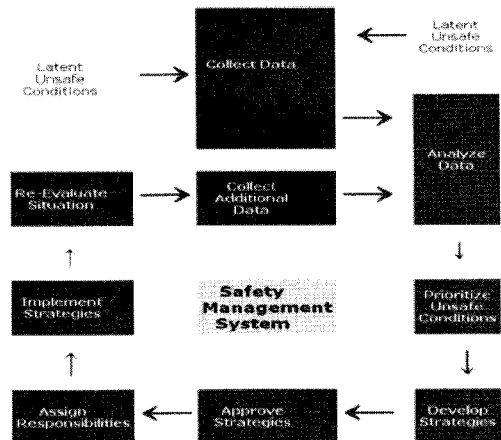 Latent
Unsafe
Conditions
Collect Data
Latent
Unsafe
Conditions
Analyze
Data
Re-Evaluate
Situation
Collect
Additional
Data
Implement
Strategies
Safety
Management
System
Prioritize
Unsafe
Conditions
Assign
Responsibilities
Approve
Strategies
Develop
Strategies